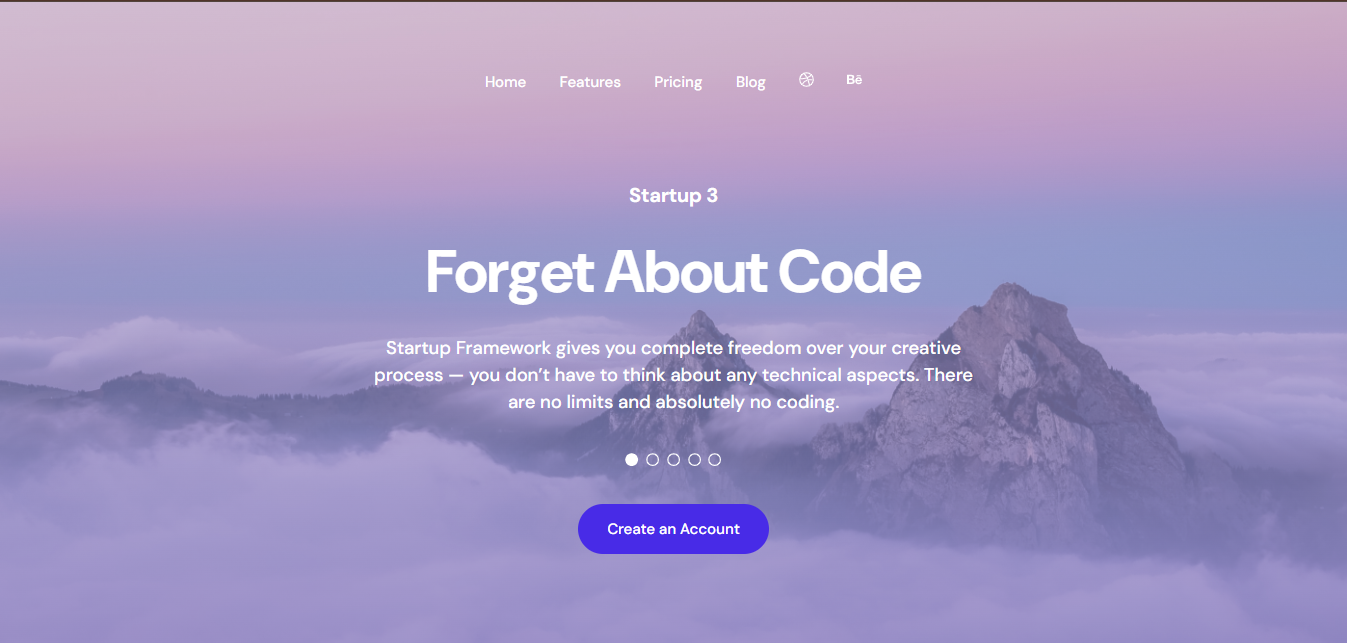 Home Features Pricing Blog Bē
Startup 3
Forget About Code
Startup Framework gives you complete freedom over your creative
process — you don’t have to think about any technical aspects. There
are no limits and absolutely no coding.
Create an Account